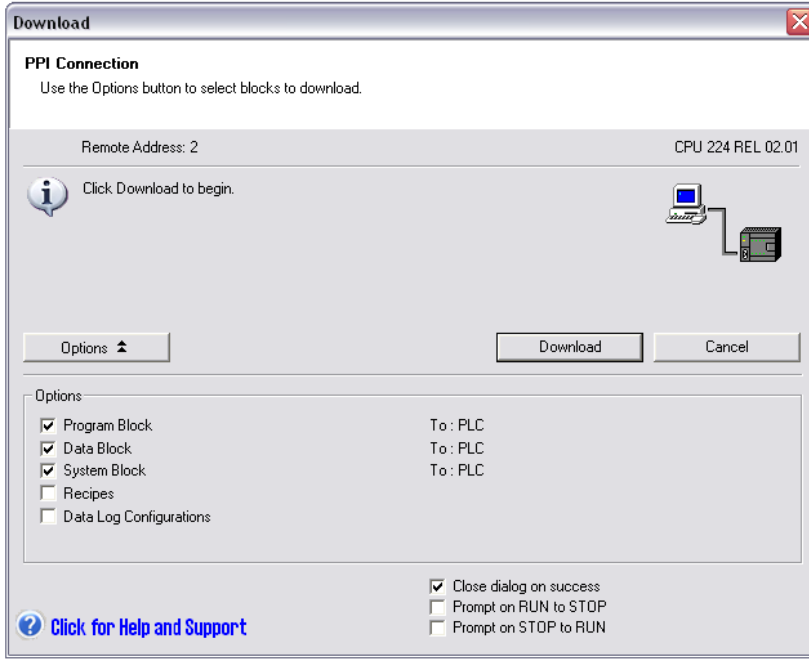 Download
PPI Connection
Use the Options button to select blocks to download.
Remote Address: 2 CPU 224 REL 02.01
Click Download to begin.
Options Download Cancel
Options
Program Block To : PLC
Data Block To : PLC
System Block To : PLC
Recipes
Data Log Configurations
Close dialog on success
Prompt on RUN to STOP
Click for Help and Support
Prompt on STOP to RUN